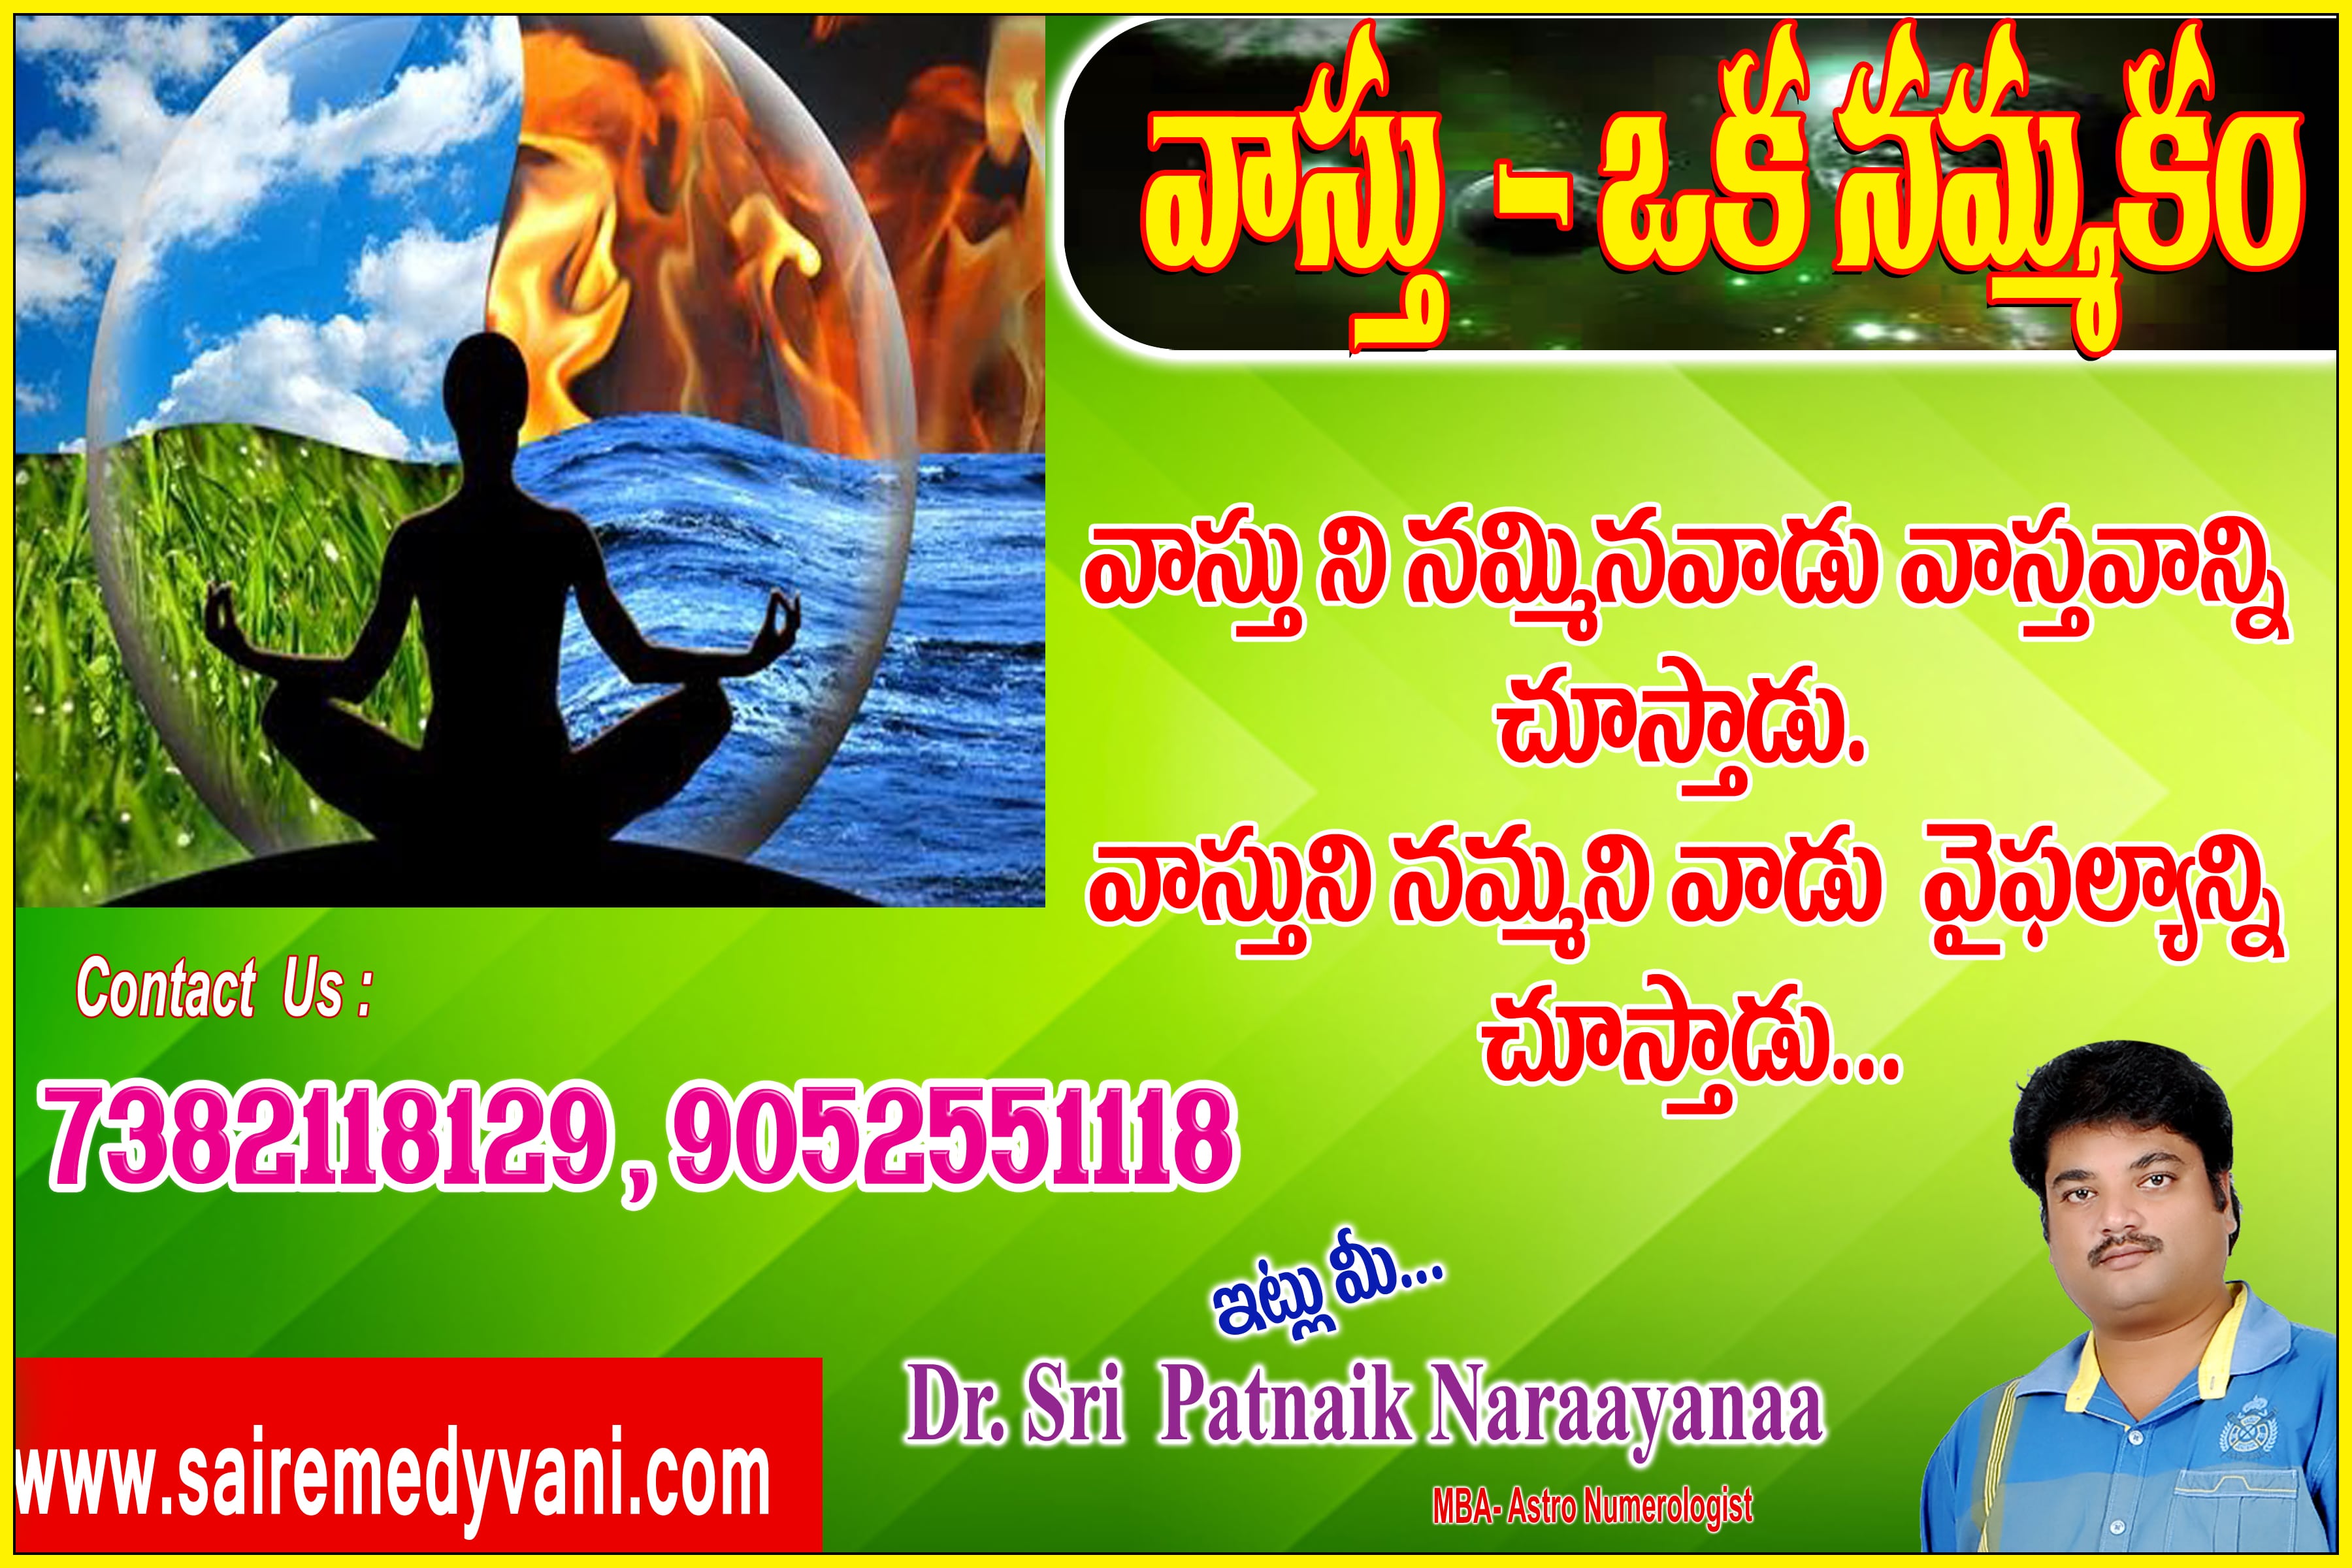 వాస్తు - ఒక నమ్మకం
వాస్తు ని నమ్మినవాడు వాస్తవాన్ని
చూస్తాడు.
వాస్తుని నమ్మని వాడు వైఫల్యాన్ని
చూస్తాడు...
Contact Us :
7382118129 , 9052551118
ఇట్లు మీ...
Dr. Sri Patnaik Naraayanaa
MBA- Astro Numerologist
www.sairemedyvani.com